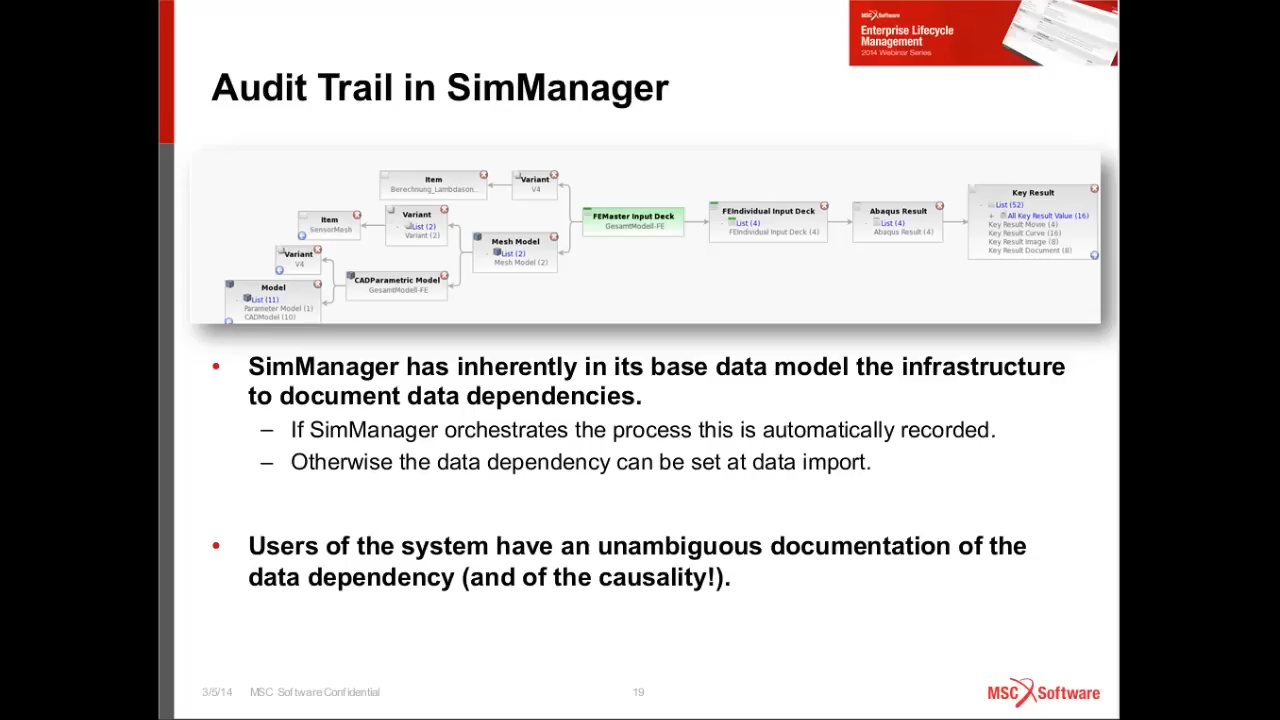 MSC Software
Enterprise Lifecycle
Management
2014 Webinar Series
Audit Trail in SimManager
Item
Berechnung_Lambdason...
Variant
V4
Item
SensorMesh
Variant
List (2)
Variant (2)
Variant
V4
Model
List (11)
Parameter Model (1)
CADModel (10)
CADParametric Model
GesamtModell-FE
Mesh Model
List (2)
Mesh Model (2)
FEMaster Input Deck
GesamtModell-FE
FEIndividual Input Deck
List (4)
FEIndividual Input Deck (4)
Abaqus Result
List (4)
Abaqus Result (4)
Key Result
List (52)
All Key Result Value (16)
Key Result Movie (4)
Key Result Curve (16)
Key Result Image (8)
Key Result Document (8)
• SimManager has inherently in its base data model the infrastructure
to document data dependencies.
– If SimManager orchestrates the process this is automatically recorded.
– Otherwise the data dependency can be set at data import.
• Users of the system have an unambiguous documentation of the
data dependency (and of the causality!).
3/5/14 MSC Software Confidential 19
MSC Software